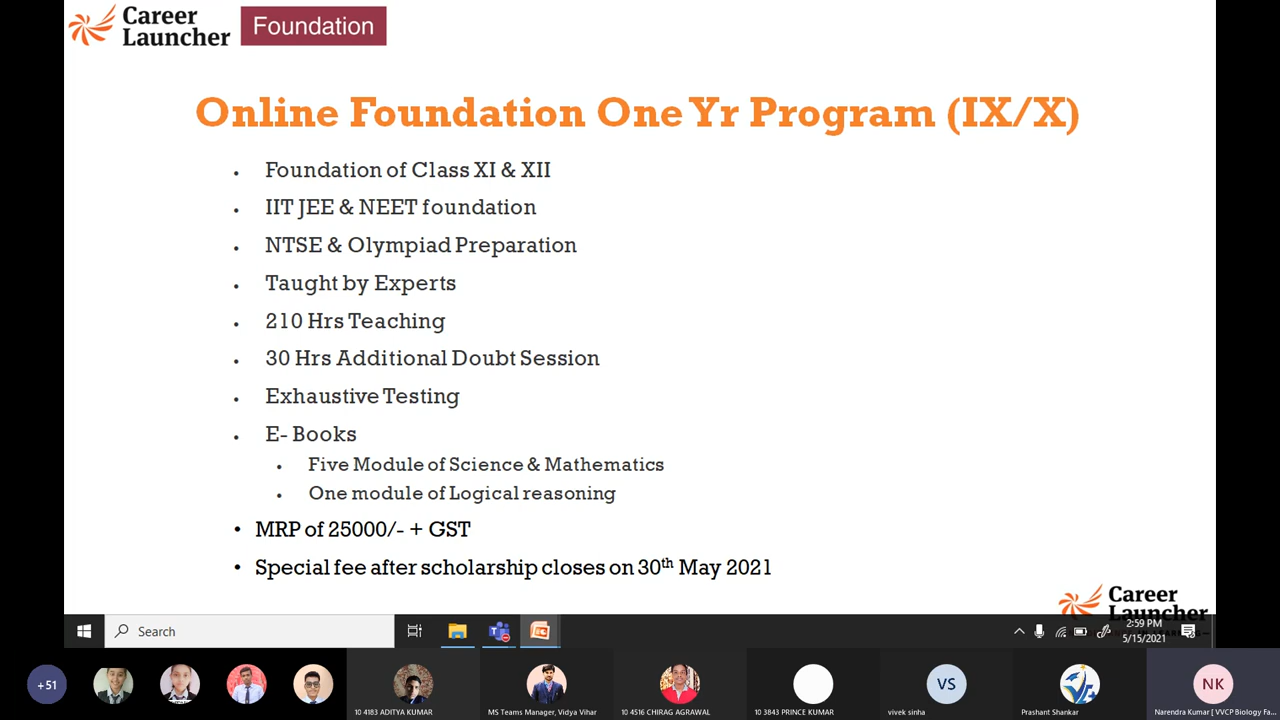 Career
Launcher
Foundation
Online Foundation One Yr Program (IX/X)
Foundation of Class XI & XII
IIT JEE & NEET foundation
NTSE & Olympiad Preparation
Taught by Experts
210 Hrs Teaching
30 Hrs Additional Doubt Session
Exhaustive Testing
E- Books
Five Module of Science & Mathematics
One module of Logical reasoning
MRP of 25000/- + GST
Special fee after scholarship closes on 30th May 2021
Career
Launcher
Search
2:59 PM
5/15/2021
+51
VS
NK
10 4183 ADITYA KUMAR
MS Teams Manager, Vidya Vihar
10 4516 CHIRAG AGRAWAL
10 3843 PRINCE KUMAR
vivek sinha
Prashant Shankar
Narendra Kumar [ VVCP Biology Fa...